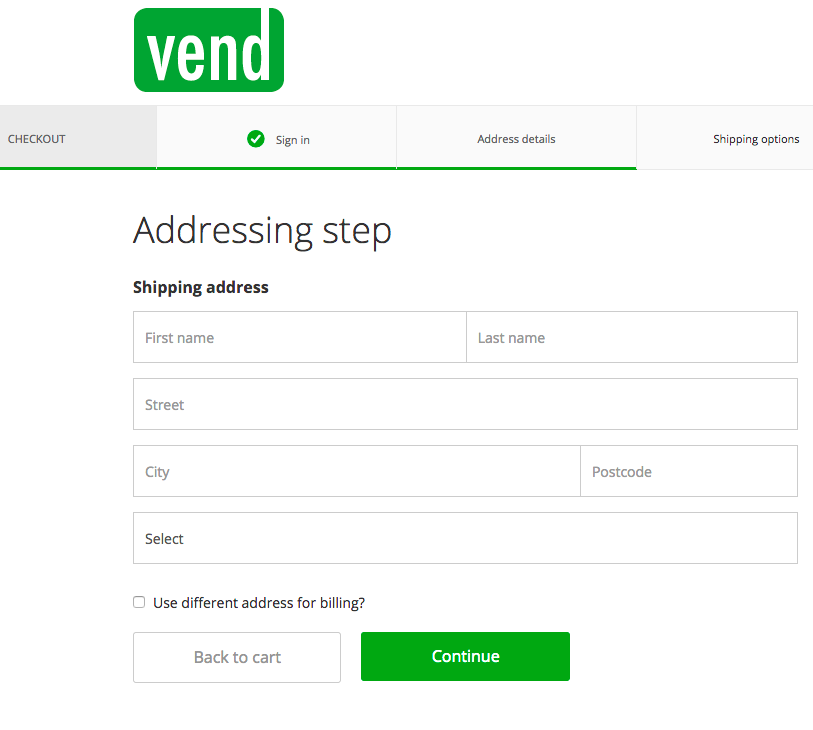 vend
CHECKOUT Sign in Address details Shipping options
Addressing step
Shipping address
First name Last name
Street
City Postcode
Select
Use different address for billing?
Back to cart Continue